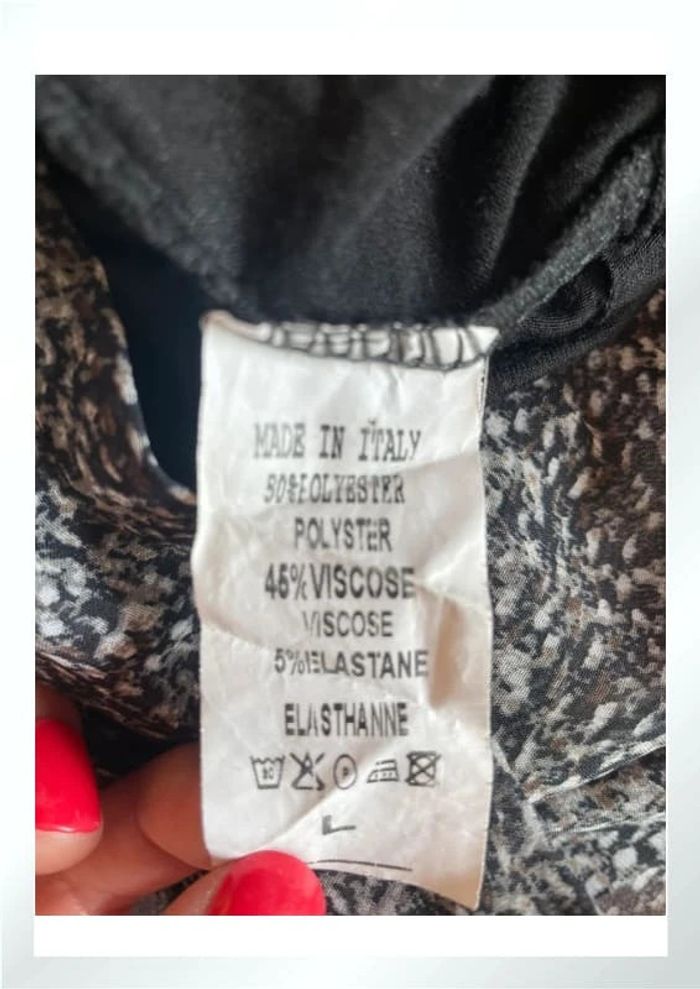 MADE IN ITALY
50%POLYESTER
POLYSTER
45%VISCOSE
VISCOSE
5%ELASTANE
ELASTHANNE
P
L